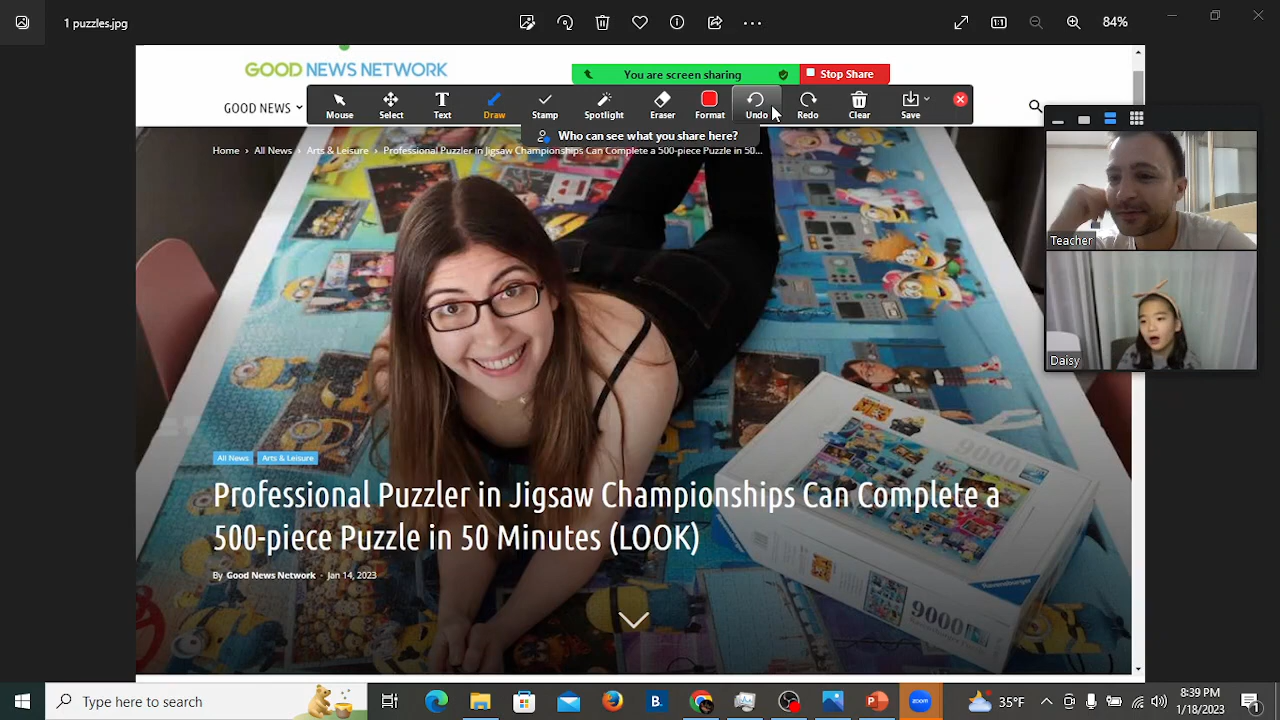 1 puzzles.jpg
84%
GOOD NEWS NETWORK
You are screen sharing
Stop Share
GOOD NEWS
Mouse
Select
Text
Draw
Stamp
Spotlight
Eraser
Format
Undo
Redo
Clear
Save
Who can see what you share here?
Home
All News
Arts & Leisure
Professional Puzzler in Jigsaw Championships Can Complete a 500-piece Puzzle in 50...
Teacher
Daisy
All News
Arts & Leisure
Professional Puzzler in Jigsaw Championships Can Complete a
500-piece Puzzle in 50 Minutes (LOOK)
By Good News Network - Jan 14, 2023
9000
Ravensburger
9000
Type here to search
35°F
8:39 PM
1/18/2023